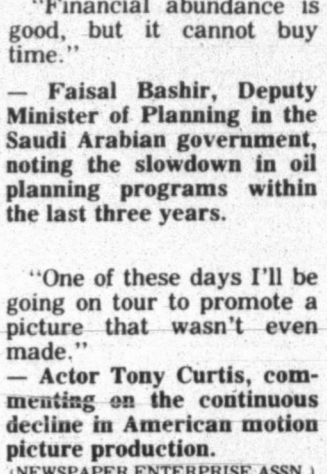 "Financial abundance is
good, but it cannot buy
time."
— Faisal Bashir, Deputy
Minister of Planning in the
Saudi Arabian government,
noting the slowdown in oil
planning programs within
the last three years.
"One of these days I'll be
going on tour to promote a
picture that wasn't even
made."
— Actor Tony Curtis, com-
menting on the continuous
decline in American motion
picture production.
(NEWSPAPER ENTERPRISE ASSN.)